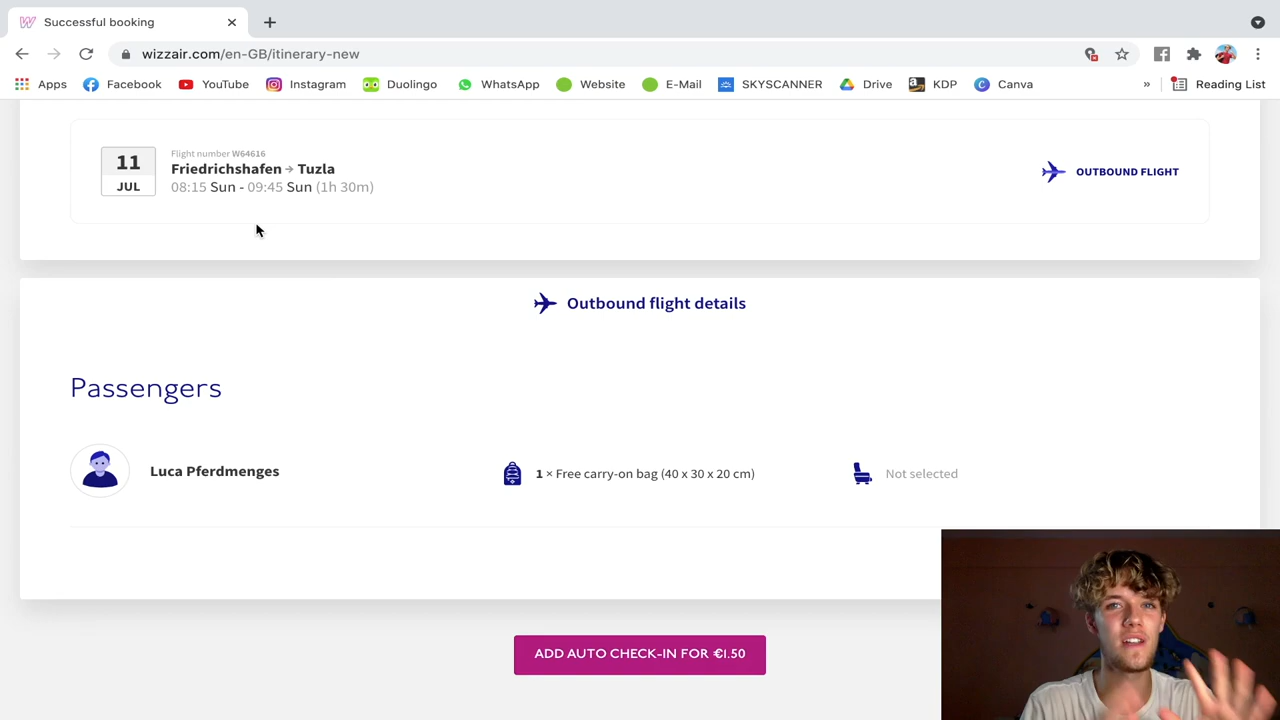 Successful booking
wizzair.com/en-GB/itinerary-new
Apps Facebook YouTube Instagram Duolingo WhatsApp Website E-Mail SKYSCANNER Drive KDP Canva » Reading List
11
JUL
Flight number W64616
Friedrichshafen → Tuzla
08:15 Sun - 09:45 Sun (1h 30m)
OUTBOUND FLIGHT
Outbound flight details
Passengers
Luca Pferdmenges
1 × Free carry-on bag (40 x 30 x 20 cm)
Not selected
ADD AUTO CHECK-IN FOR €1.50